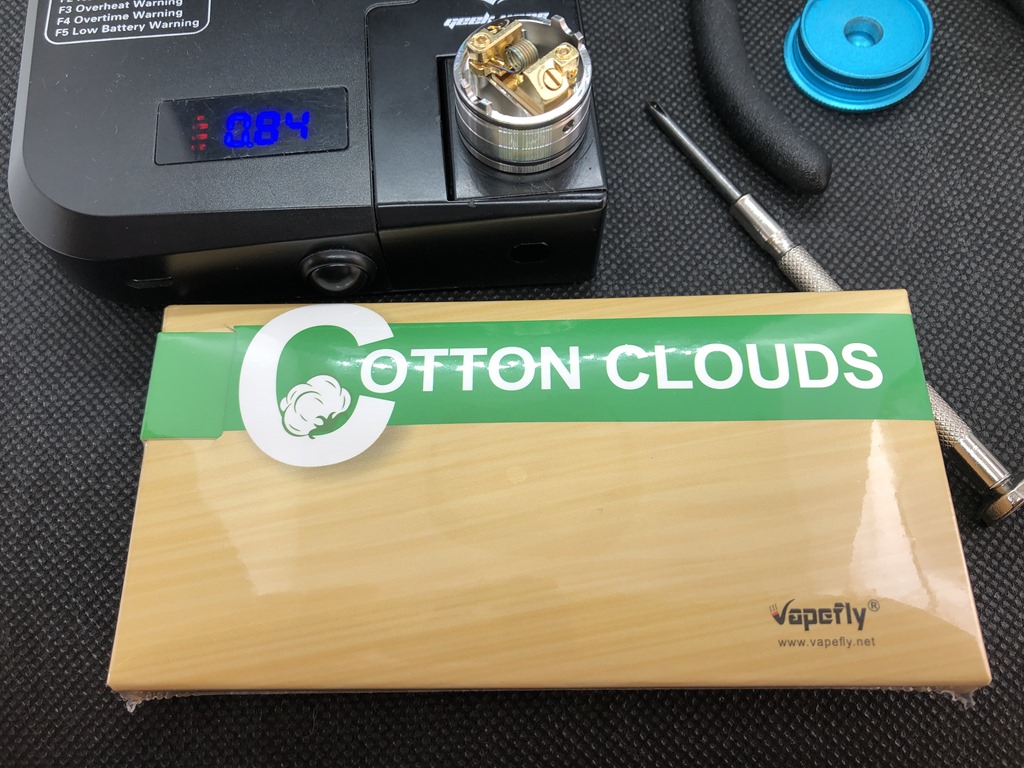 F3 Overheat Warning
F4 Overtime Warning
F5 Low Battery Warning
0.84
COTTON CLOUDS
Vapefly®
www.vapefly.net